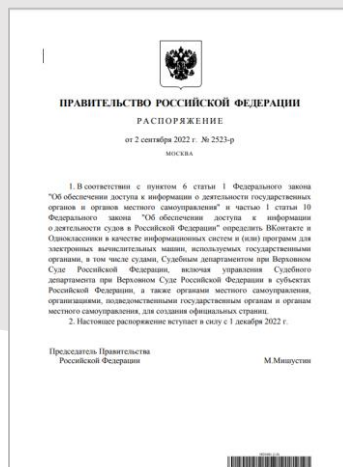 ПРАВИТЕЛЬСТВО РОССИЙСКОЙ ФЕДЕРАЦИИ
РАСПОРЯЖЕНИЕ
от 2 сентября 2022 г. № 2523-р
МОСКВА
1. В соответствии с пунктом 6 статьи 1 Федерального закона
"Об обеспечении доступа к информации о деятельности государственных
органов и органов местного самоуправления" и частью 1 статьи 10
Федерального закона "Об обеспечении доступа к информации
о деятельности судов в Российской Федерации" определить ВКонтакте и
Одноклассники в качестве информационных систем и (или) программ для
электронных вычислительных машин, используемых государственными
органами, в том числе судами, Судебным департаментом при Верховном
Суде Российской Федерации, включая управления Судебного
департамента при Верховном Суде Российской Федерации в субъектах
Российской Федерации, а также органами местного самоуправления,
организациями, подведомственными государственным органам и органам
местного самоуправления, для создания официальных страниц.
2. Настоящее распоряжение вступает в силу с 1 декабря 2022 г.
Председатель Правительства
Российской Федерации М.Мишустин